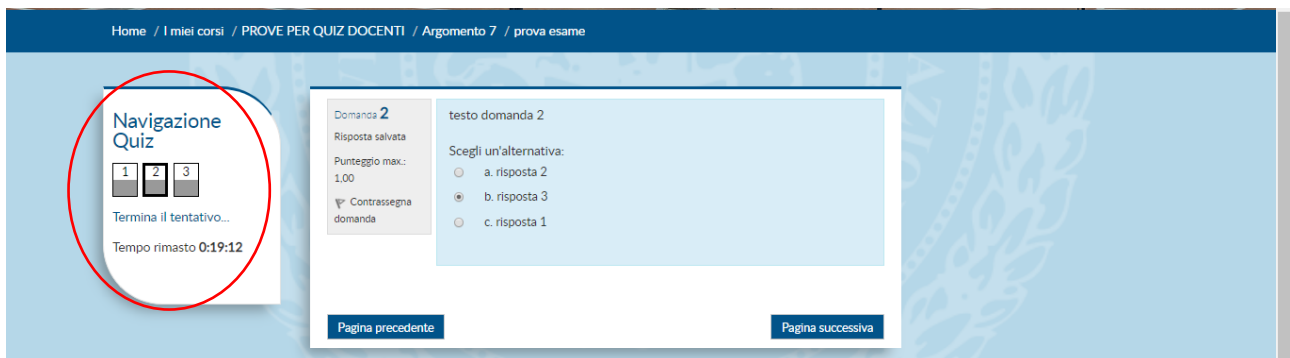 Home / I miei corsi / PROVE PER QUIZ DOCENTI / Argomento 7 / prova esame
Navigazione
Quiz
1 2 3
Termina il tentativo...
Tempo rimasto 0:19:12
Domanda 2
Risposta salvata
Punteggio max.:
1,00
Contrassegna
domanda
testo domanda 2
Scegli un'alternativa:
a. risposta 2
b. risposta 3
c. risposta 1
Pagina precedente
Pagina successiva